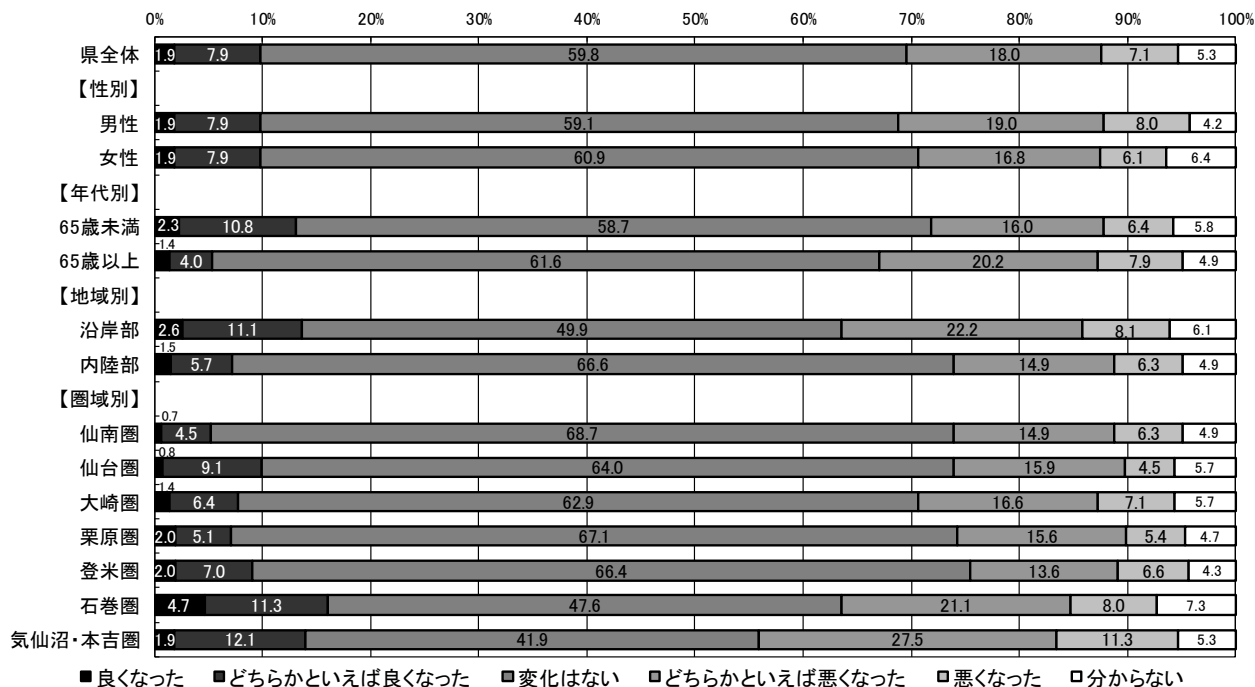 0% 10% 20% 30% 40% 50% 60% 70% 80% 90% 100%
県全体 1.9 7.9 59.8 18.0 7.1 5.3
【性別】
男性 1.9 7.9 59.1 19.0 8.0 4.2
女性 1.9 7.9 60.9 16.8 6.1 6.4
【年代別】
65歳未満 2.3 10.8 58.7 16.0 6.4 5.8
65歳以上 1.4 4.0 61.6 20.2 7.9 4.9
【地域別】
沿岸部 2.6 11.1 49.9 22.2 8.1 6.1
内陸部 1.5 5.7 66.6 14.9 6.3 4.9
【圏域別】
仙南圏 0.7 4.5 68.7 14.9 6.3 4.9
仙台圏 0.8 9.1 64.0 15.9 4.5 5.7
大崎圏 1.4 6.4 62.9 16.6 7.1 5.7
栗原圏 2.0 5.1 67.1 15.6 5.4 4.7
登米圏 2.0 7.0 66.4 13.6 6.6 4.3
石巻圏 4.7 11.3 47.6 21.1 8.0 7.3
気仙沼・本吉圏 1.9 12.1 41.9 27.5 11.3 5.3
良くなった どちらかといえば良くなった 変化はない どちらかといえば悪くなった 悪くなった 分からない